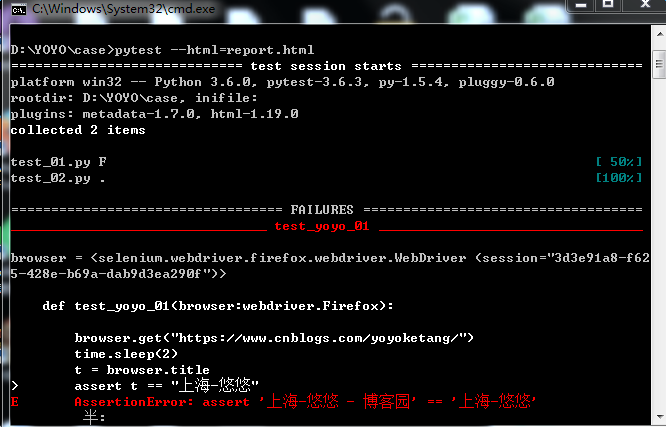 C:\Windows\System32\cmd.exe
D:\YOYO\case>pytest --html=report.html
============================= test session starts =============================
platform win32 -- Python 3.6.0, pytest-3.6.3, py-1.5.4, pluggy-0.6.0
rootdir: D:\YOYO\case, inifile:
plugins: metadata-1.7.0, html-1.19.0
collected 2 items
test_01.py F [ 50%]
test_02.py . [100%]
================================== FAILURES ===================================
________________________________ test_yoyo_01 _________________________________
browser = <selenium.webdriver.firefox.webdriver.WebDriver (session="3d3e91a8-f62
5-428e-b69a-dab9d3ea290f")>
    def test_yoyo_01(browser:webdriver.Firefox):
        browser.get("https://www.cnblogs.com/yoyoketang/")
        time.sleep(2)
        t = browser.title
>       assert t == "上海-悠悠"
E       AssertionError: assert '上海-悠悠 - 博客园' == '上海-悠悠'
半: